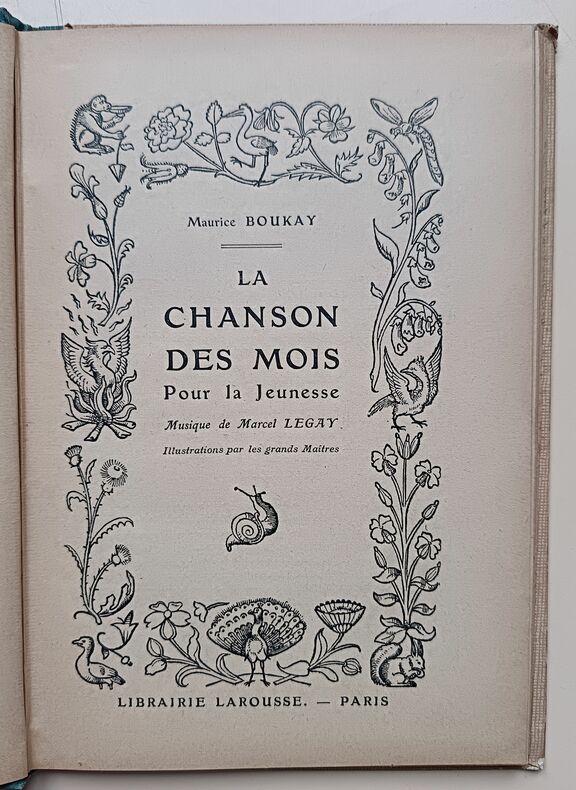 Maurice BOUKAY
LA
CHANSON
DES MOIS
Pour la Jeunesse
Musique de Marcel LEGAY.
Illustrations par les grands Maîtres
LIBRAIRIE LAROUSSE. — PARIS